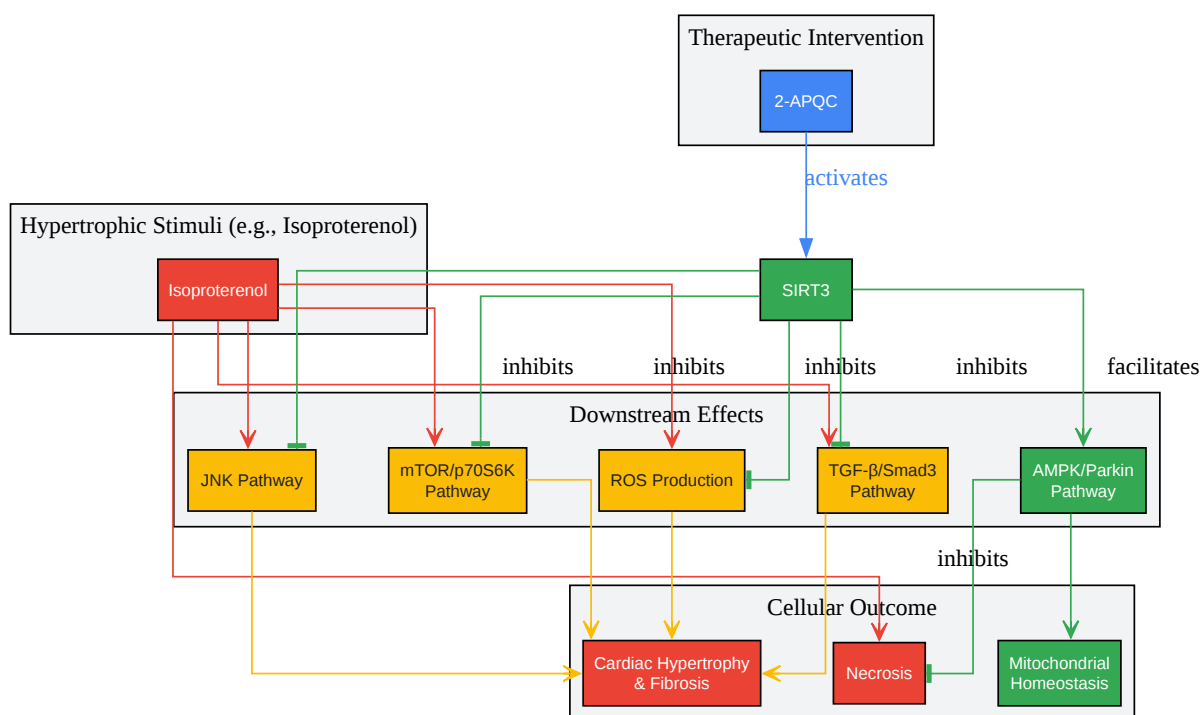 Therapeutic Intervention
2-APQC
activates
Hypertrophic Stimuli (e.g., Isoproterenol)
Isoproterenol
SIRT3
inhibits
inhibits
inhibits
inhibits
facilitates
Downstream Effects
JNK Pathway
mTOR/p70S6K
Pathway
ROS Production
TGF-β/Smad3
Pathway
AMPK/Parkin
Pathway
inhibits
Cellular Outcome
Cardiac Hypertrophy
& Fibrosis
Necrosis
Mitochondrial
Homeostasis